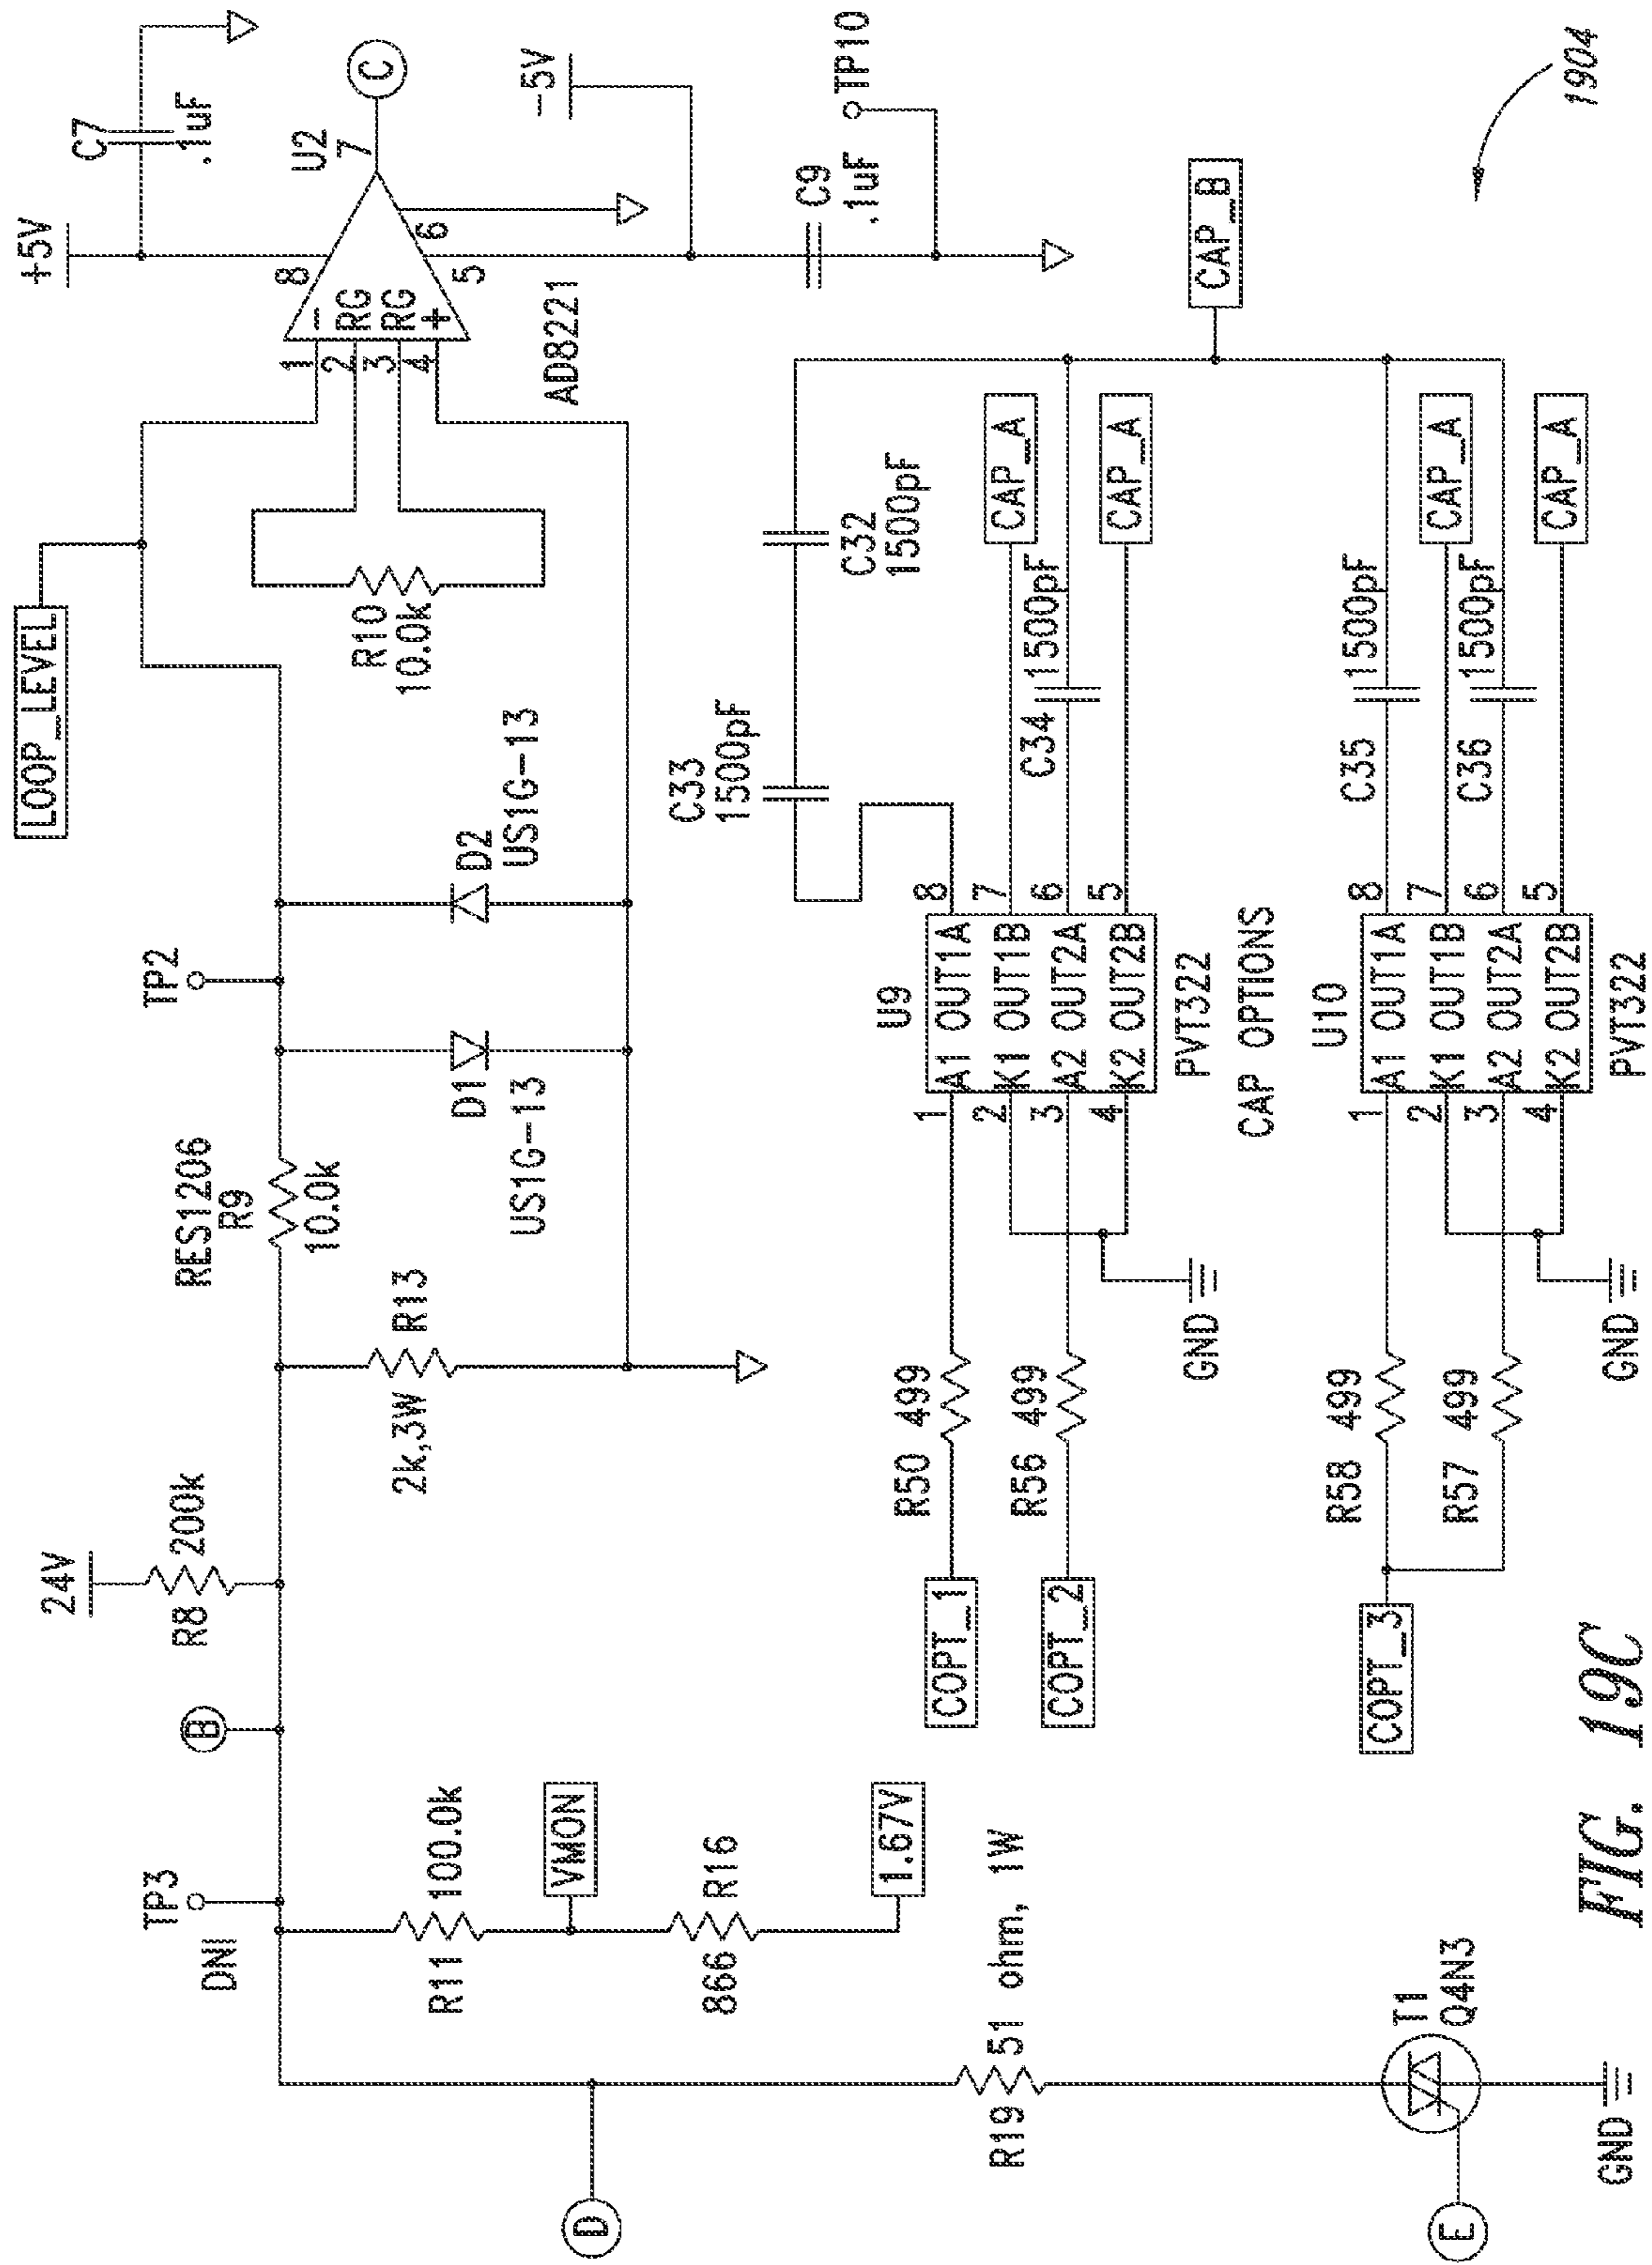 +5V
C7
.1uF
U2
8
7
C
-
RG
RG
+
1
2
3
4
6
5
AD8221
-5V
C9
.1uF
TP10
LOOP_LEVEL
R10
10.0k
TP2
D2
US1G-13
D1
US1G-13
RES1206
R9
10.0k
R13
2k,3W
24V
R8
200k
B
TP3
DNI
R11
100.0k
VMON
R16
866
1.67V
D
R19
51 ohm, 1W
T1
Q4N3
E
GND
C33
1500pF
C32
1500pF
CAP_B
CAP_A
C34
1500pF
CAP_A
U9
A1 OUT1A
K1 OUT1B
A2 OUT2A
K2 OUT2B
1
2
3
4
8
7
6
5
PVT322
COPT_1
R50
499
COPT_2
R56
499
GND
CAP OPTIONS
U10
A1 OUT1A
K1 OUT1B
A2 OUT2A
K2 OUT2B
1
2
3
4
8
7
6
5
PVT322
C35
1500pF
CAP_A
C36
1500pF
CAP_A
COPT_3
R58
499
R57
499
GND
1904
FIG. 19C